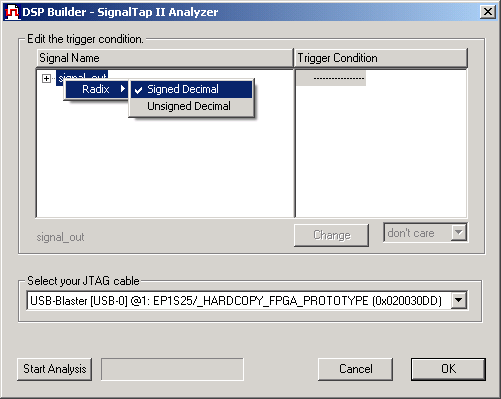 DSP Builder - SignalTap II Analyzer
Edit the trigger condition.
Signal Name Trigger Condition
signal_out ----------------
Radix Signed Decimal
Unsigned Decimal
signal_out Change don't care
Select your JTAG cable
USB-Blaster [USB-0] @1: EP1S25/_HARDCOPY_FPGA_PROTOTYPE (0x020030DD)
Start Analysis Cancel OK